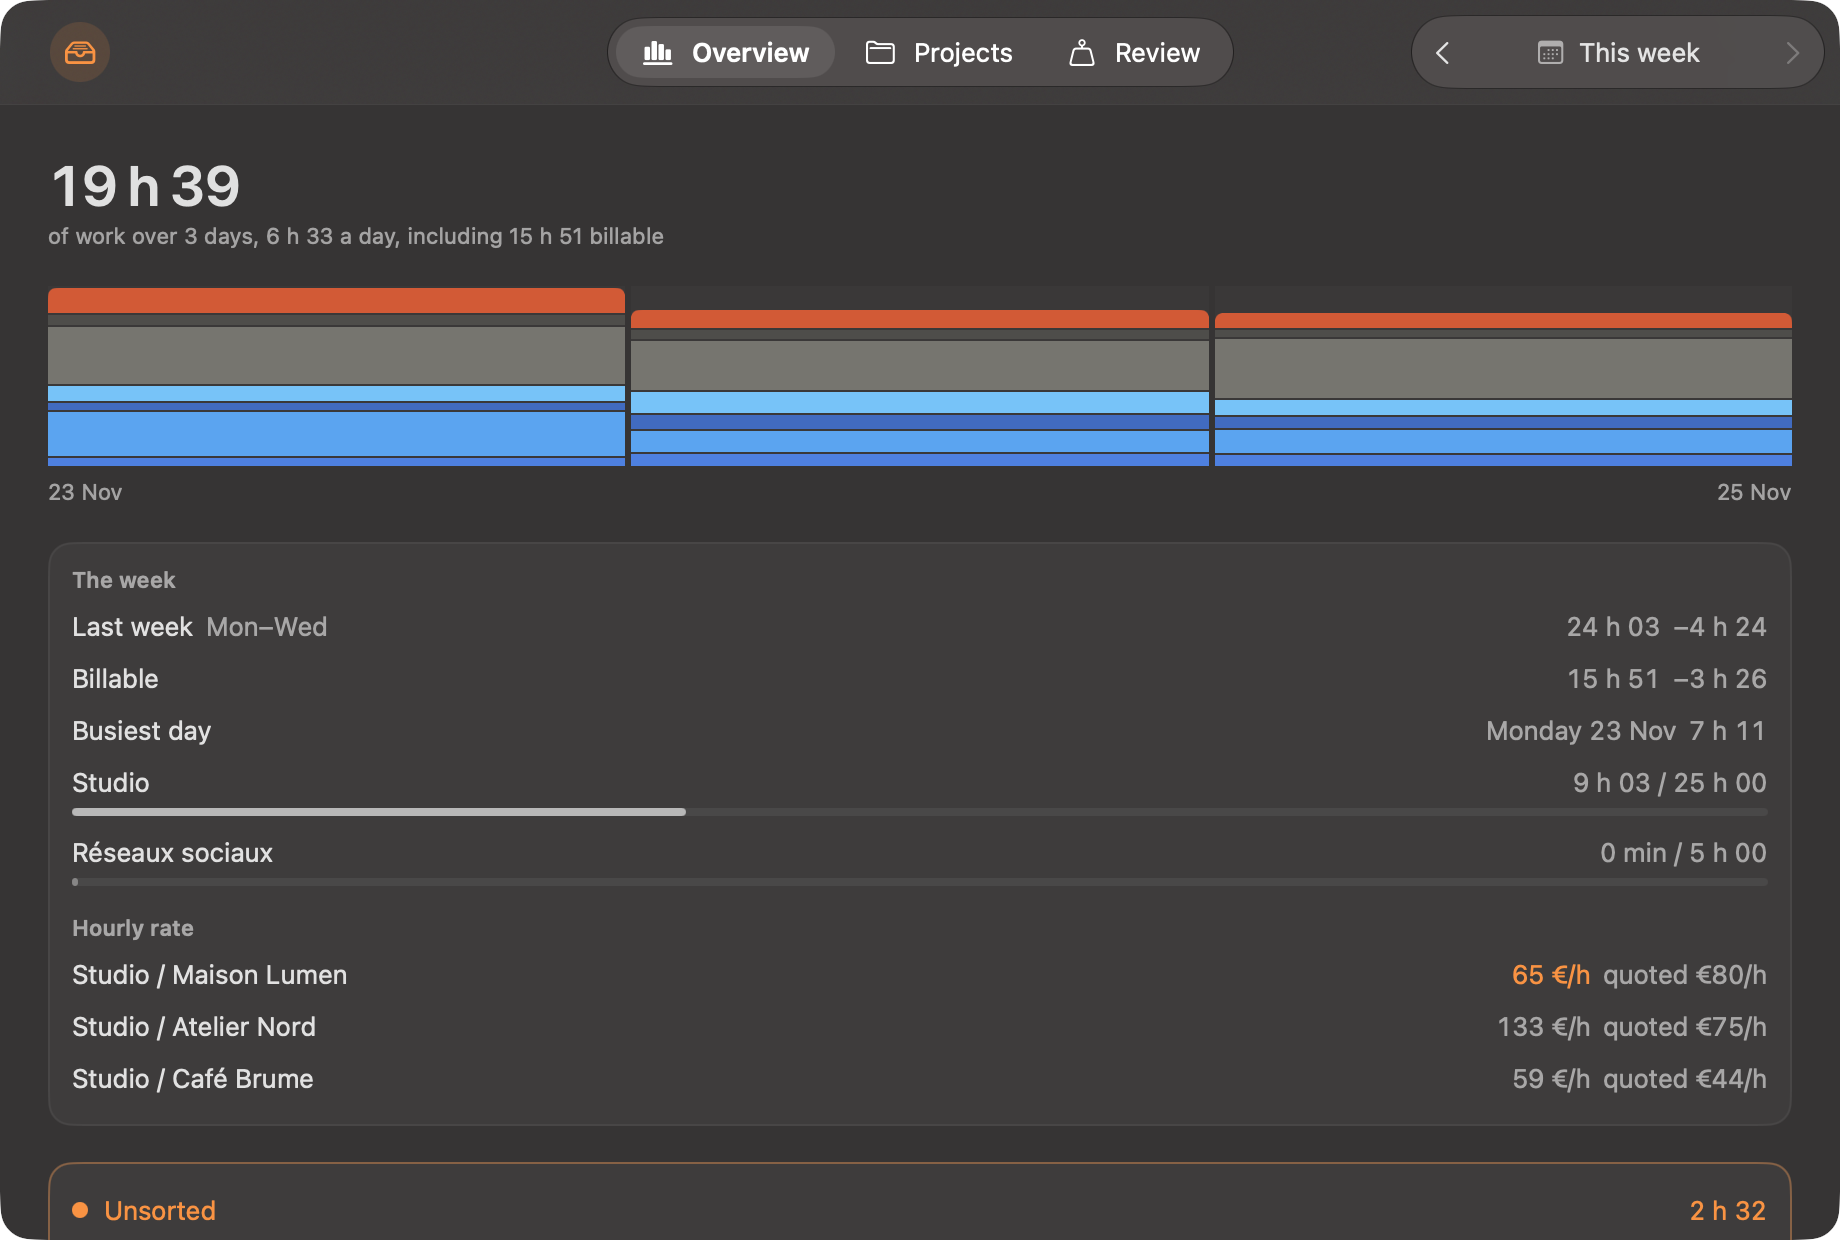 Overview
Projects
Review
This week
19 h 39
of work over 3 days, 6 h 33 a day, including 15 h 51 billable
23 Nov
25 Nov
The week
Last week Mon–Wed 24 h 03 –4 h 24
Billable 15 h 51 –3 h 26
Busiest day Monday 23 Nov 7 h 11
Studio 9 h 03 / 25 h 00
Réseaux sociaux 0 min / 5 h 00
Hourly rate
Studio / Maison Lumen 65 €/h quoted €80/h
Studio / Atelier Nord 133 €/h quoted €75/h
Studio / Café Brume 59 €/h quoted €44/h
Unsorted 2 h 32